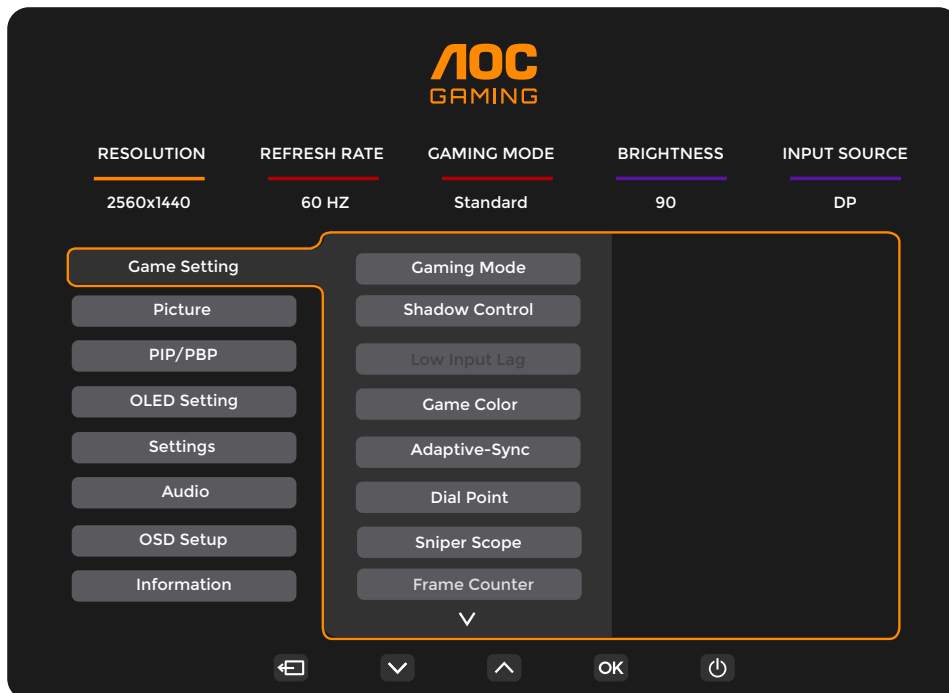 AOC
GAMING
RESOLUTION REFRESH RATE GAMING MODE BRIGHTNESS INPUT SOURCE
2560x1440 60 HZ Standard 90 DP
Game Setting
Picture
PIP/PBP
OLED Setting
Settings
Audio
OSD Setup
Information
Gaming Mode
Shadow Control
Low Input Lag
Game Color
Adaptive-Sync
Dial Point
Sniper Scope
Frame Counter
OK